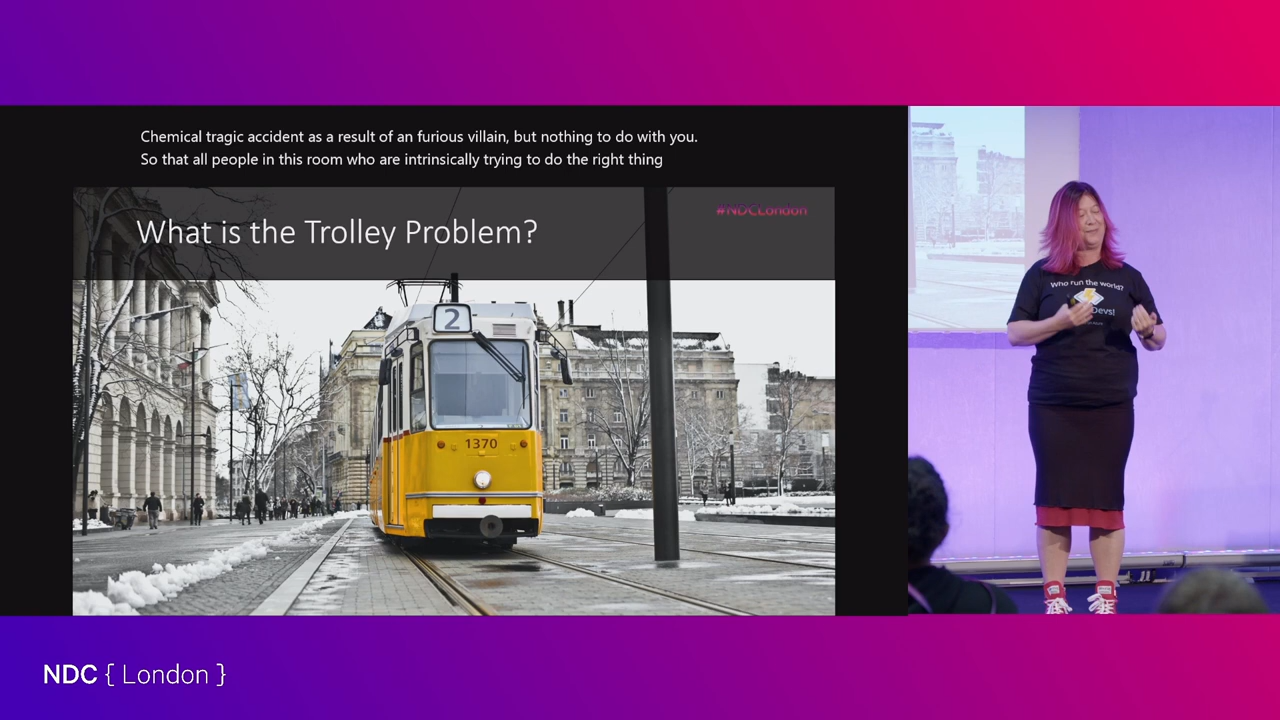 Chemical tragic accident as a result of an furious villain, but nothing to do with you.
So that all people in this room who are intrinsically trying to do the right thing
What is the Trolley Problem?
#NDCLondon
2
1370
Who run the world?
Devs!
NDC { London }